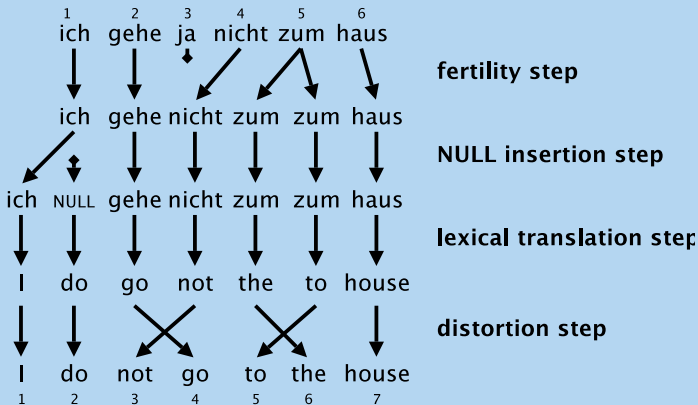 1 2 3 4 5 6
ich gehe ja nicht zum haus
fertility step
ich gehe nicht zum zum haus
NULL insertion step
ich NULL gehe nicht zum zum haus
lexical translation step
I do go not the to house
distortion step
I do not go to the house
1 2 3 4 5 6 7